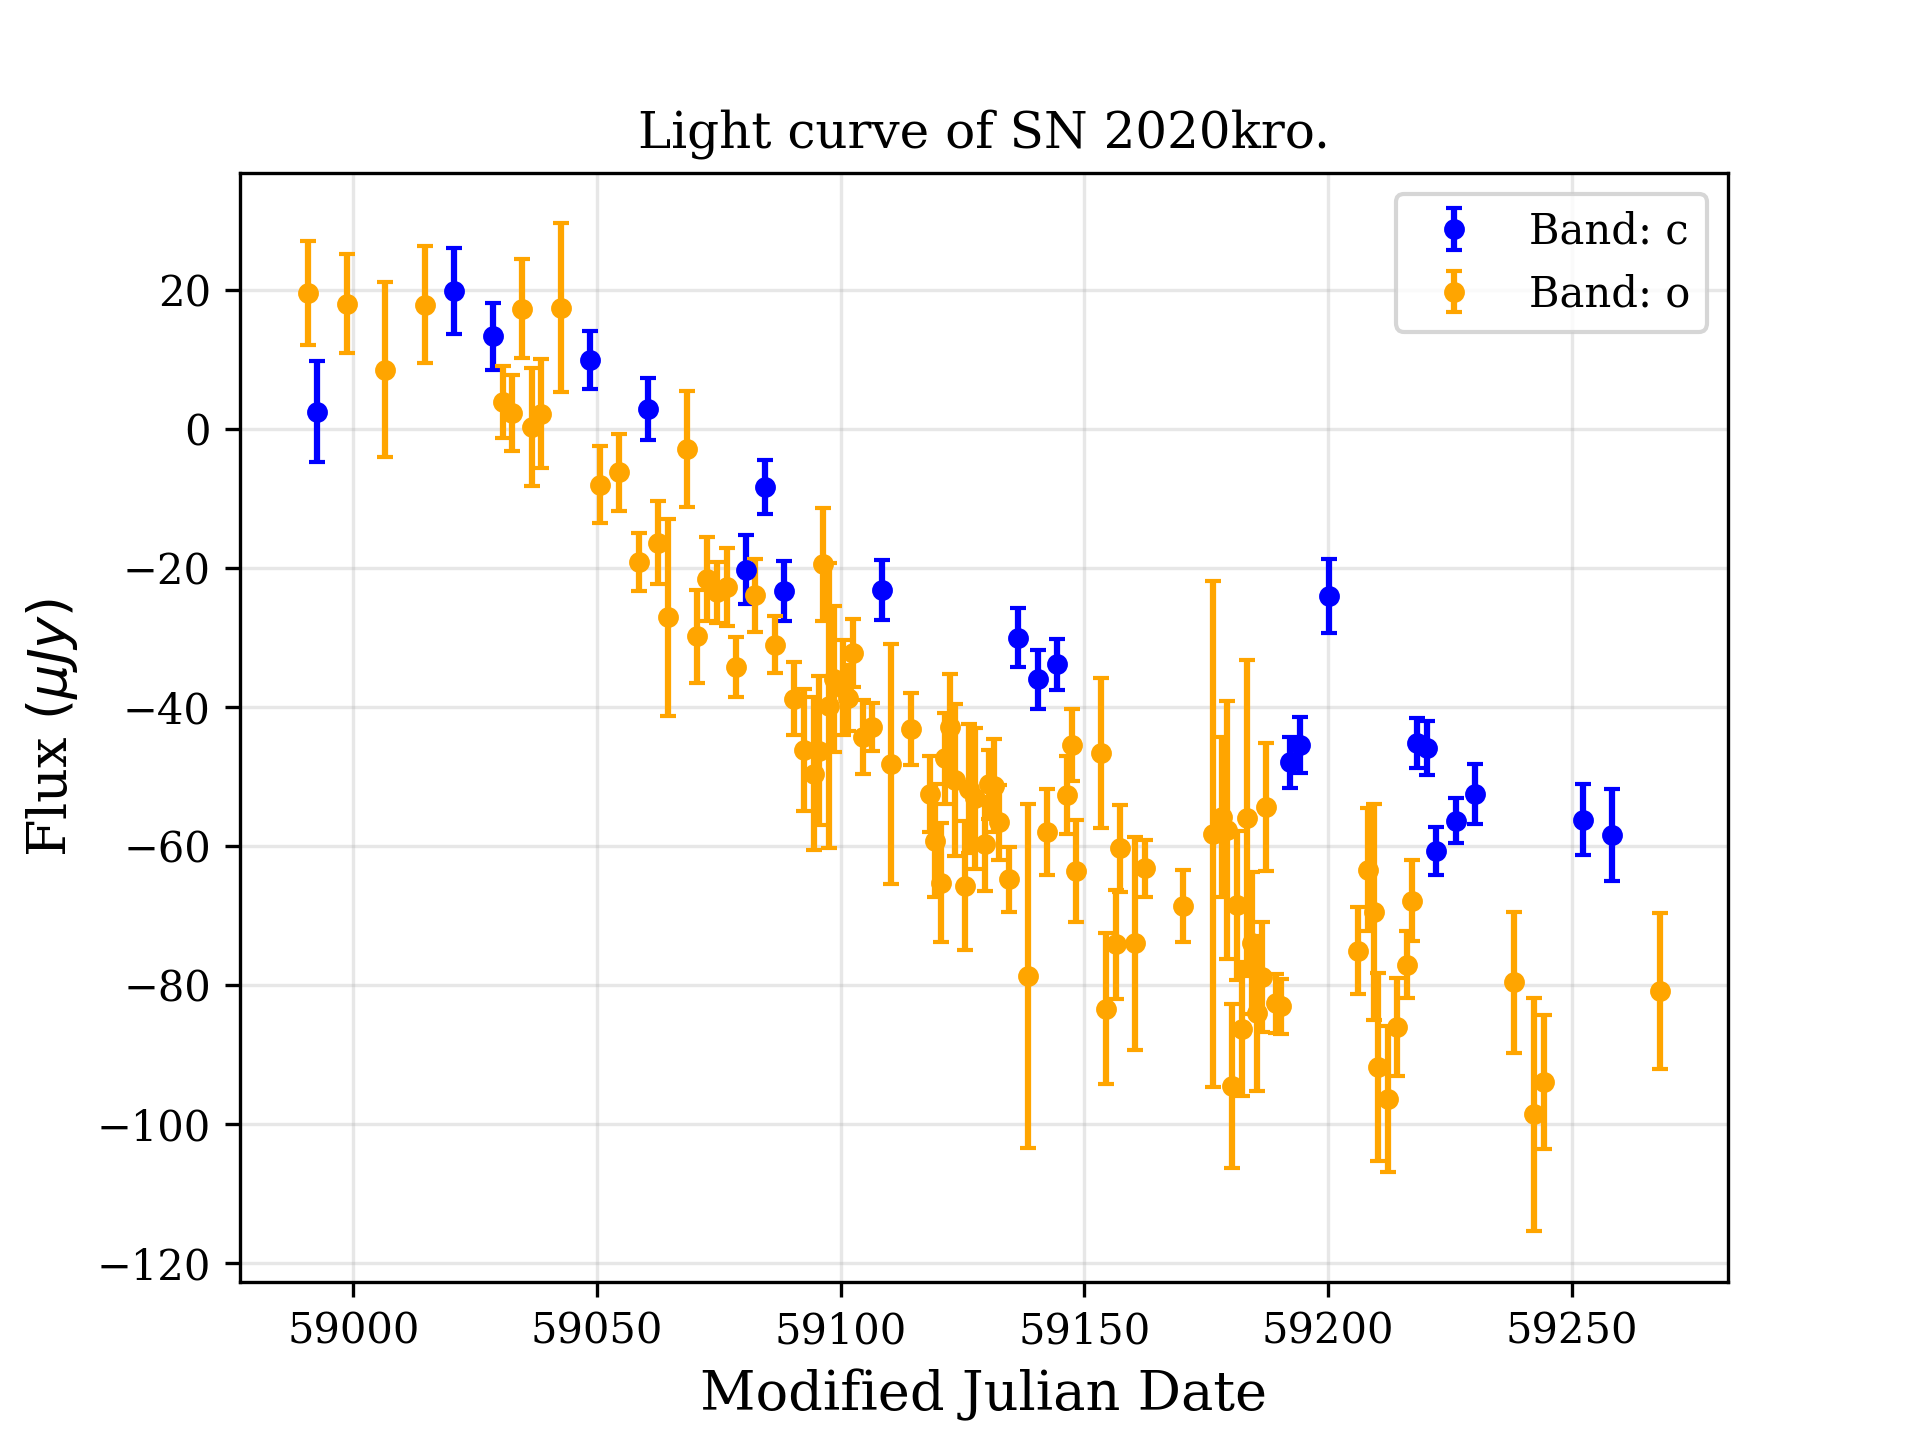 Light curve of SN 2020kro.
Band: c
Band: o
Flux (μJy)
20
0
−20
−40
−60
−80
−100
−120
59000 59050 59100 59150 59200 59250
Modified Julian Date